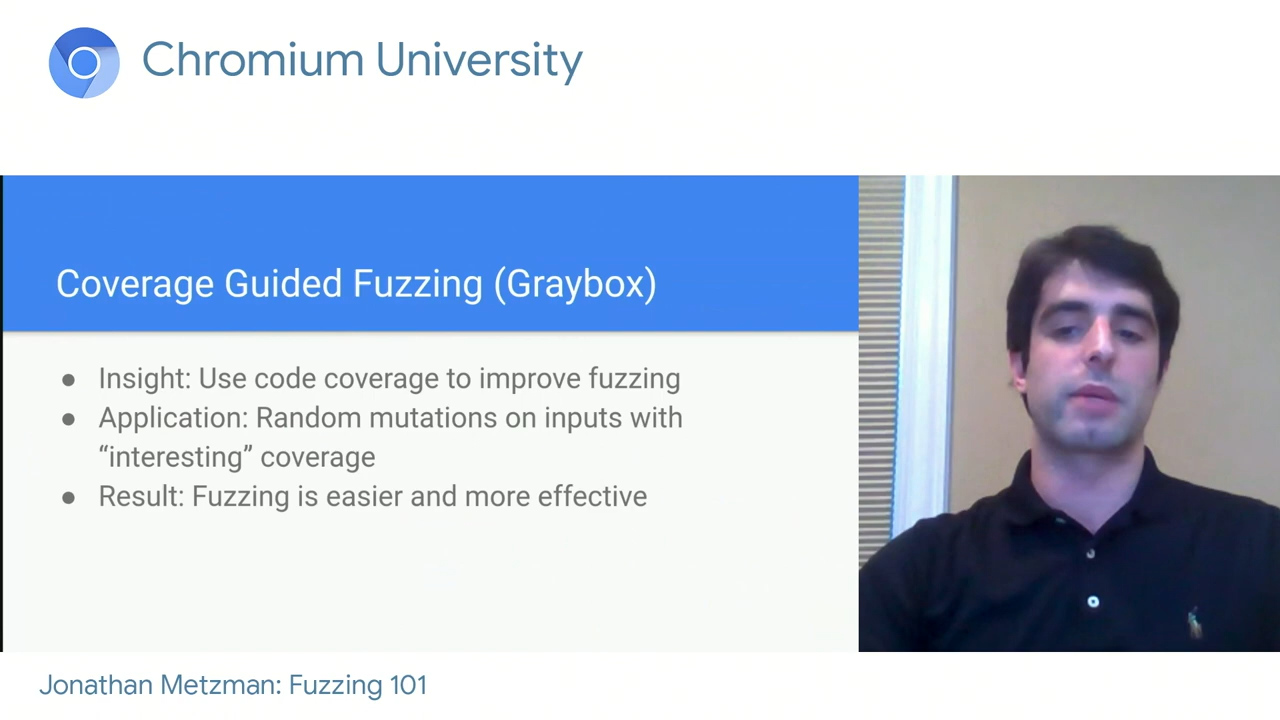 Chromium University
Coverage Guided Fuzzing (Graybox)
● Insight: Use code coverage to improve fuzzing
● Application: Random mutations on inputs with
“interesting” coverage
● Result: Fuzzing is easier and more effective
Jonathan Metzman: Fuzzing 101